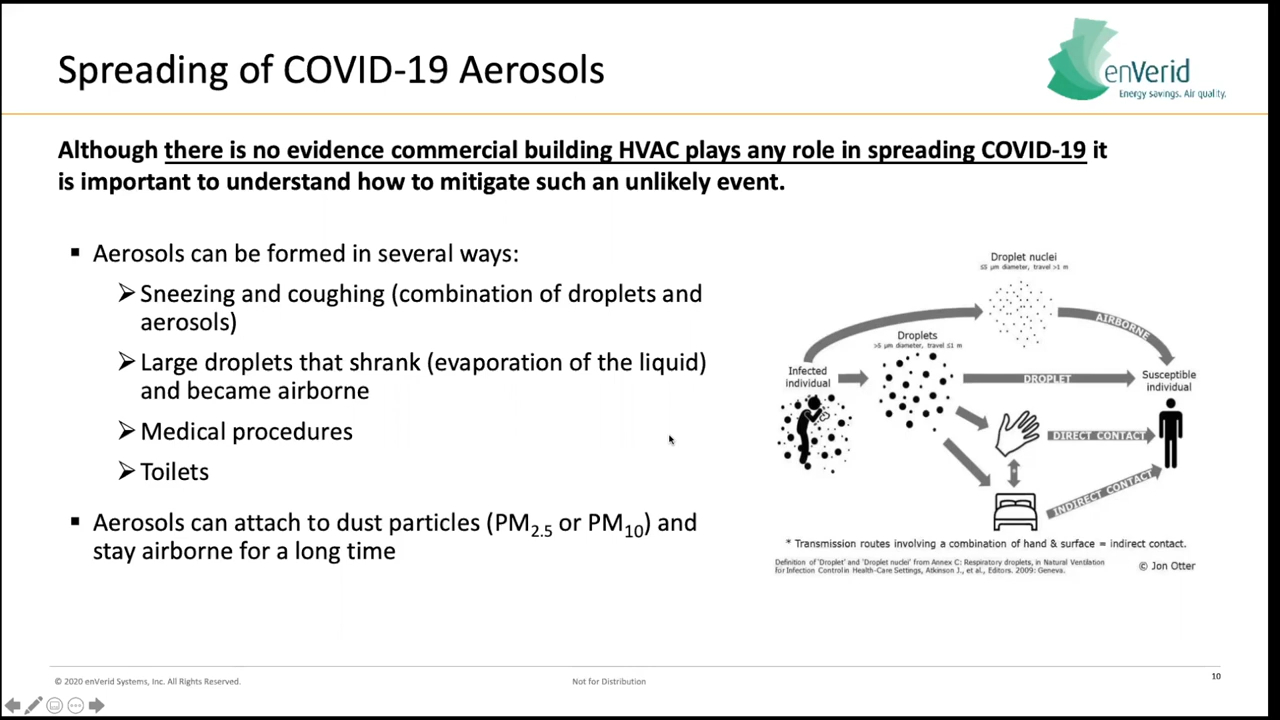 Spreading of COVID-19 Aerosols
enVerid
Energy savings. Air quality.
Although there is no evidence commercial building HVAC plays any role in spreading COVID-19 it
is important to understand how to mitigate such an unlikely event.
▪ Aerosols can be formed in several ways:
➢ Sneezing and coughing (combination of droplets and
aerosols)
➢ Large droplets that shrank (evaporation of the liquid)
and became airborne
➢ Medical procedures
➢ Toilets
▪ Aerosols can attach to dust particles (PM2.5 or PM10) and
stay airborne for a long time
Droplet nuclei
≤5 μm diameter, travel >1 m
AIRBORNE
Droplets
>5 μm diameter, travel ≤1 m
Infected
individual
DROPLET
Susceptible
individual
DIRECT CONTACT
INDIRECT CONTACT
* Transmission routes involving a combination of hand & surface = indirect contact.
Definition of 'Droplet' and 'Droplet nuclei' from Annex C: Respiratory droplets, in Natural Ventilation
for Infection Control in Health-Care Settings, Atkinson J., et al., Editors. 2009: Geneva.
© Jon Otter
© 2020 enVerid Systems, Inc. All Rights Reserved.
Not for Distribution
10